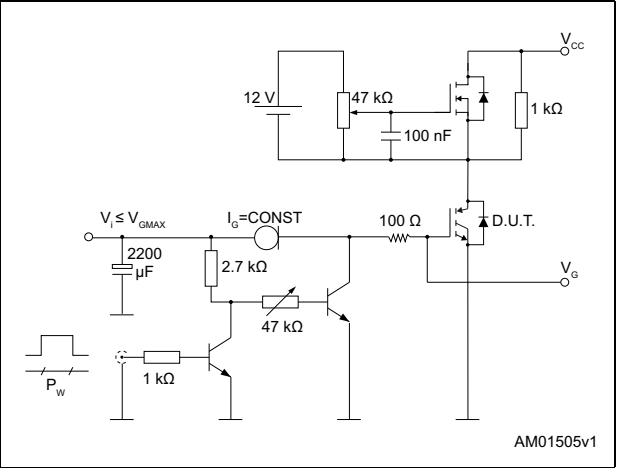 V_CC
12 V
47 kΩ
1 kΩ
100 nF
V_i ≤ V_GMAX
I_G=CONST
100 Ω
D.U.T.
2200
µF
2.7 kΩ
V_G
47 kΩ
1 kΩ
P_W
AM01505v1